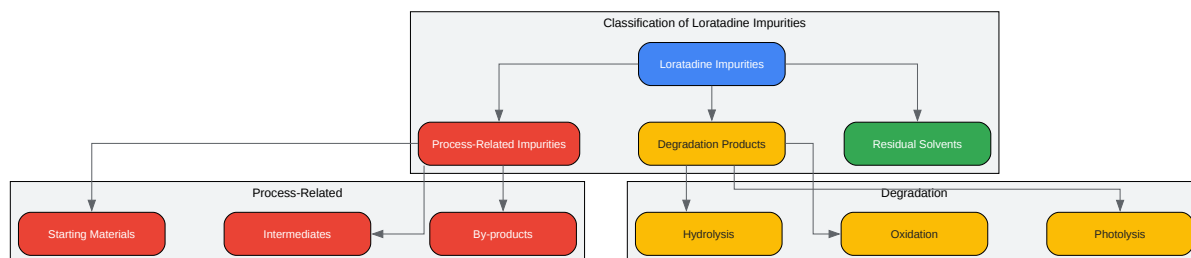 Classification of Loratadine Impurities
Loratadine Impurities
Process-Related Impurities
Degradation Products
Residual Solvents
Process-Related
Degradation
Starting Materials
Intermediates
By-products
Hydrolysis
Oxidation
Photolysis